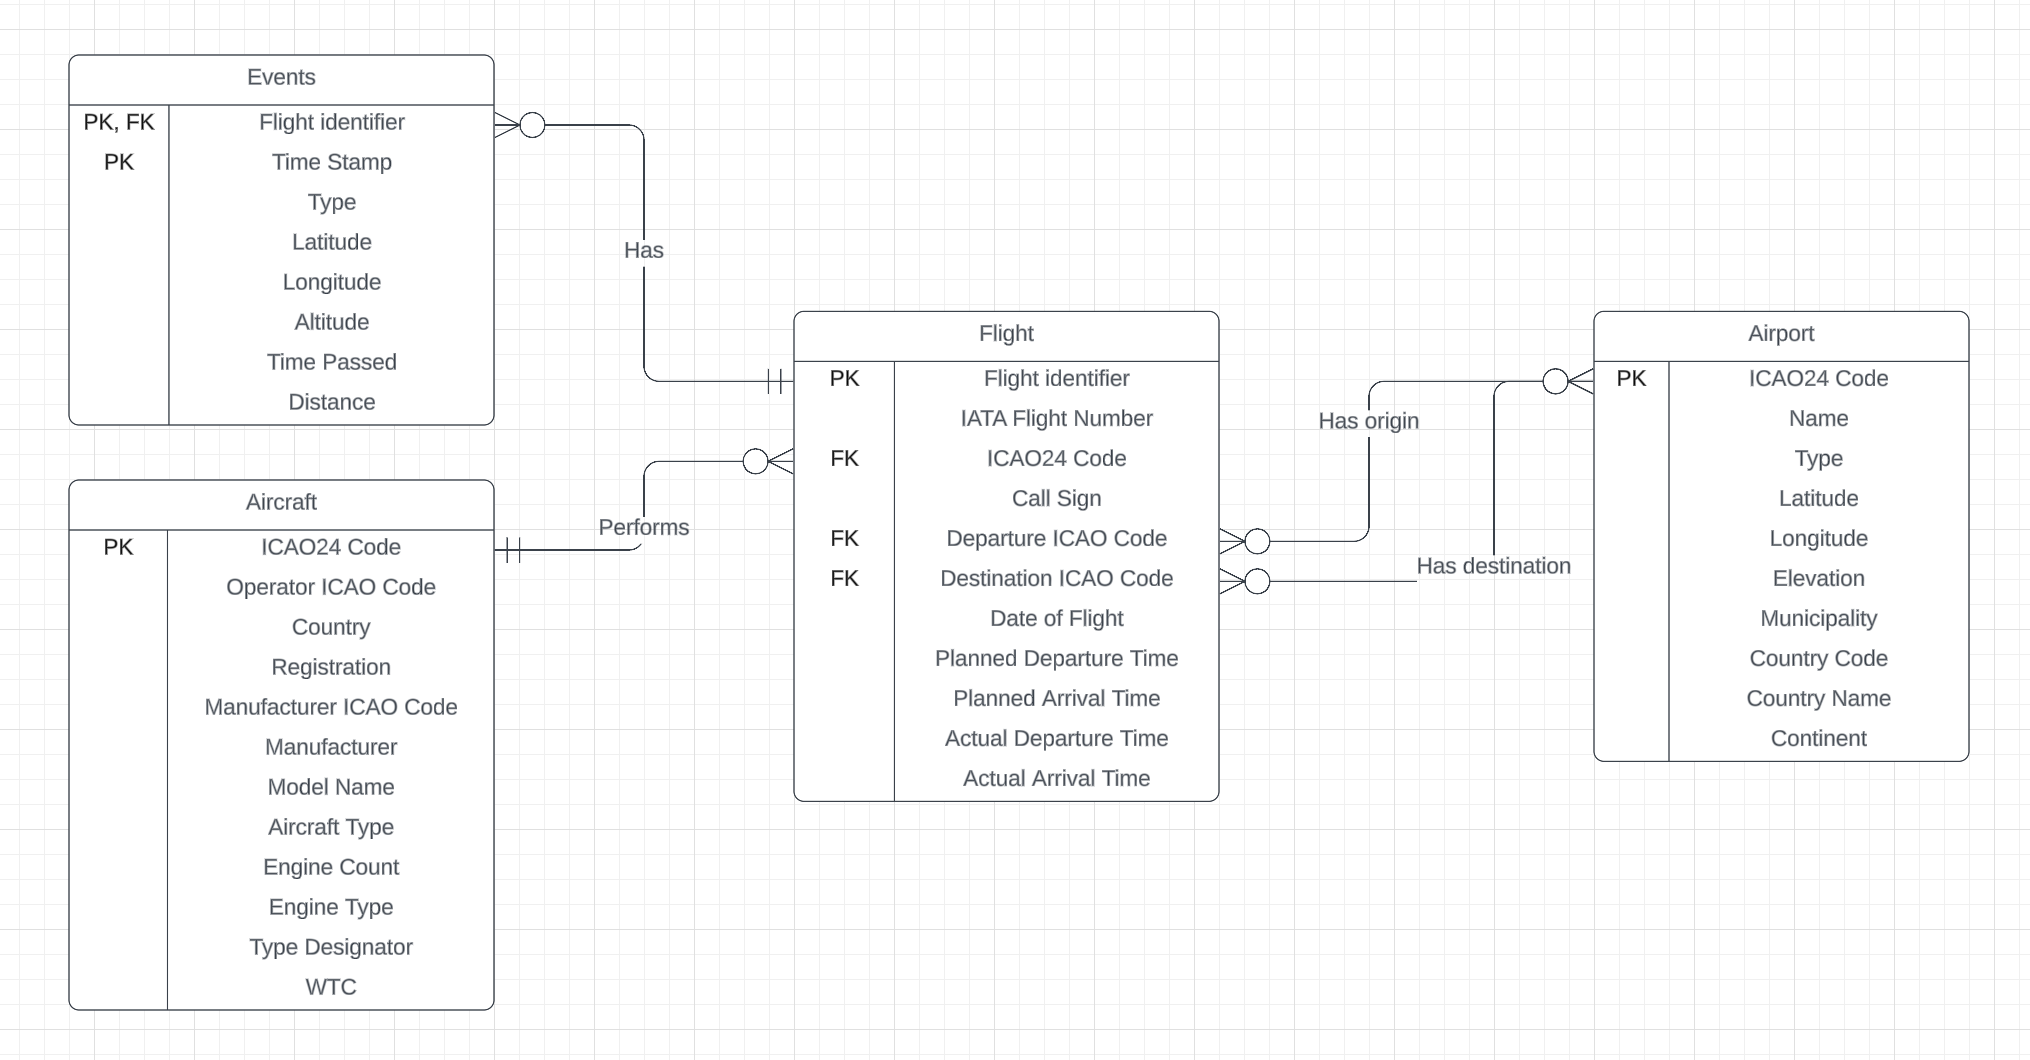 Events
PK, FK Flight identifier
PK Time Stamp
Type
Latitude
Longitude
Altitude
Time Passed
Distance
Has
Aircraft
PK ICAO24 Code
Operator ICAO Code
Country
Registration
Manufacturer ICAO Code
Manufacturer
Model Name
Aircraft Type
Engine Count
Engine Type
Type Designator
WTC
Performs
Flight
PK Flight identifier
IATA Flight Number
FK ICAO24 Code
Call Sign
FK Departure ICAO Code
FK Destination ICAO Code
Date of Flight
Planned Departure Time
Planned Arrival Time
Actual Departure Time
Actual Arrival Time
Has origin
Has destination
Airport
PK ICAO24 Code
Name
Type
Latitude
Longitude
Elevation
Municipality
Country Code
Country Name
Continent